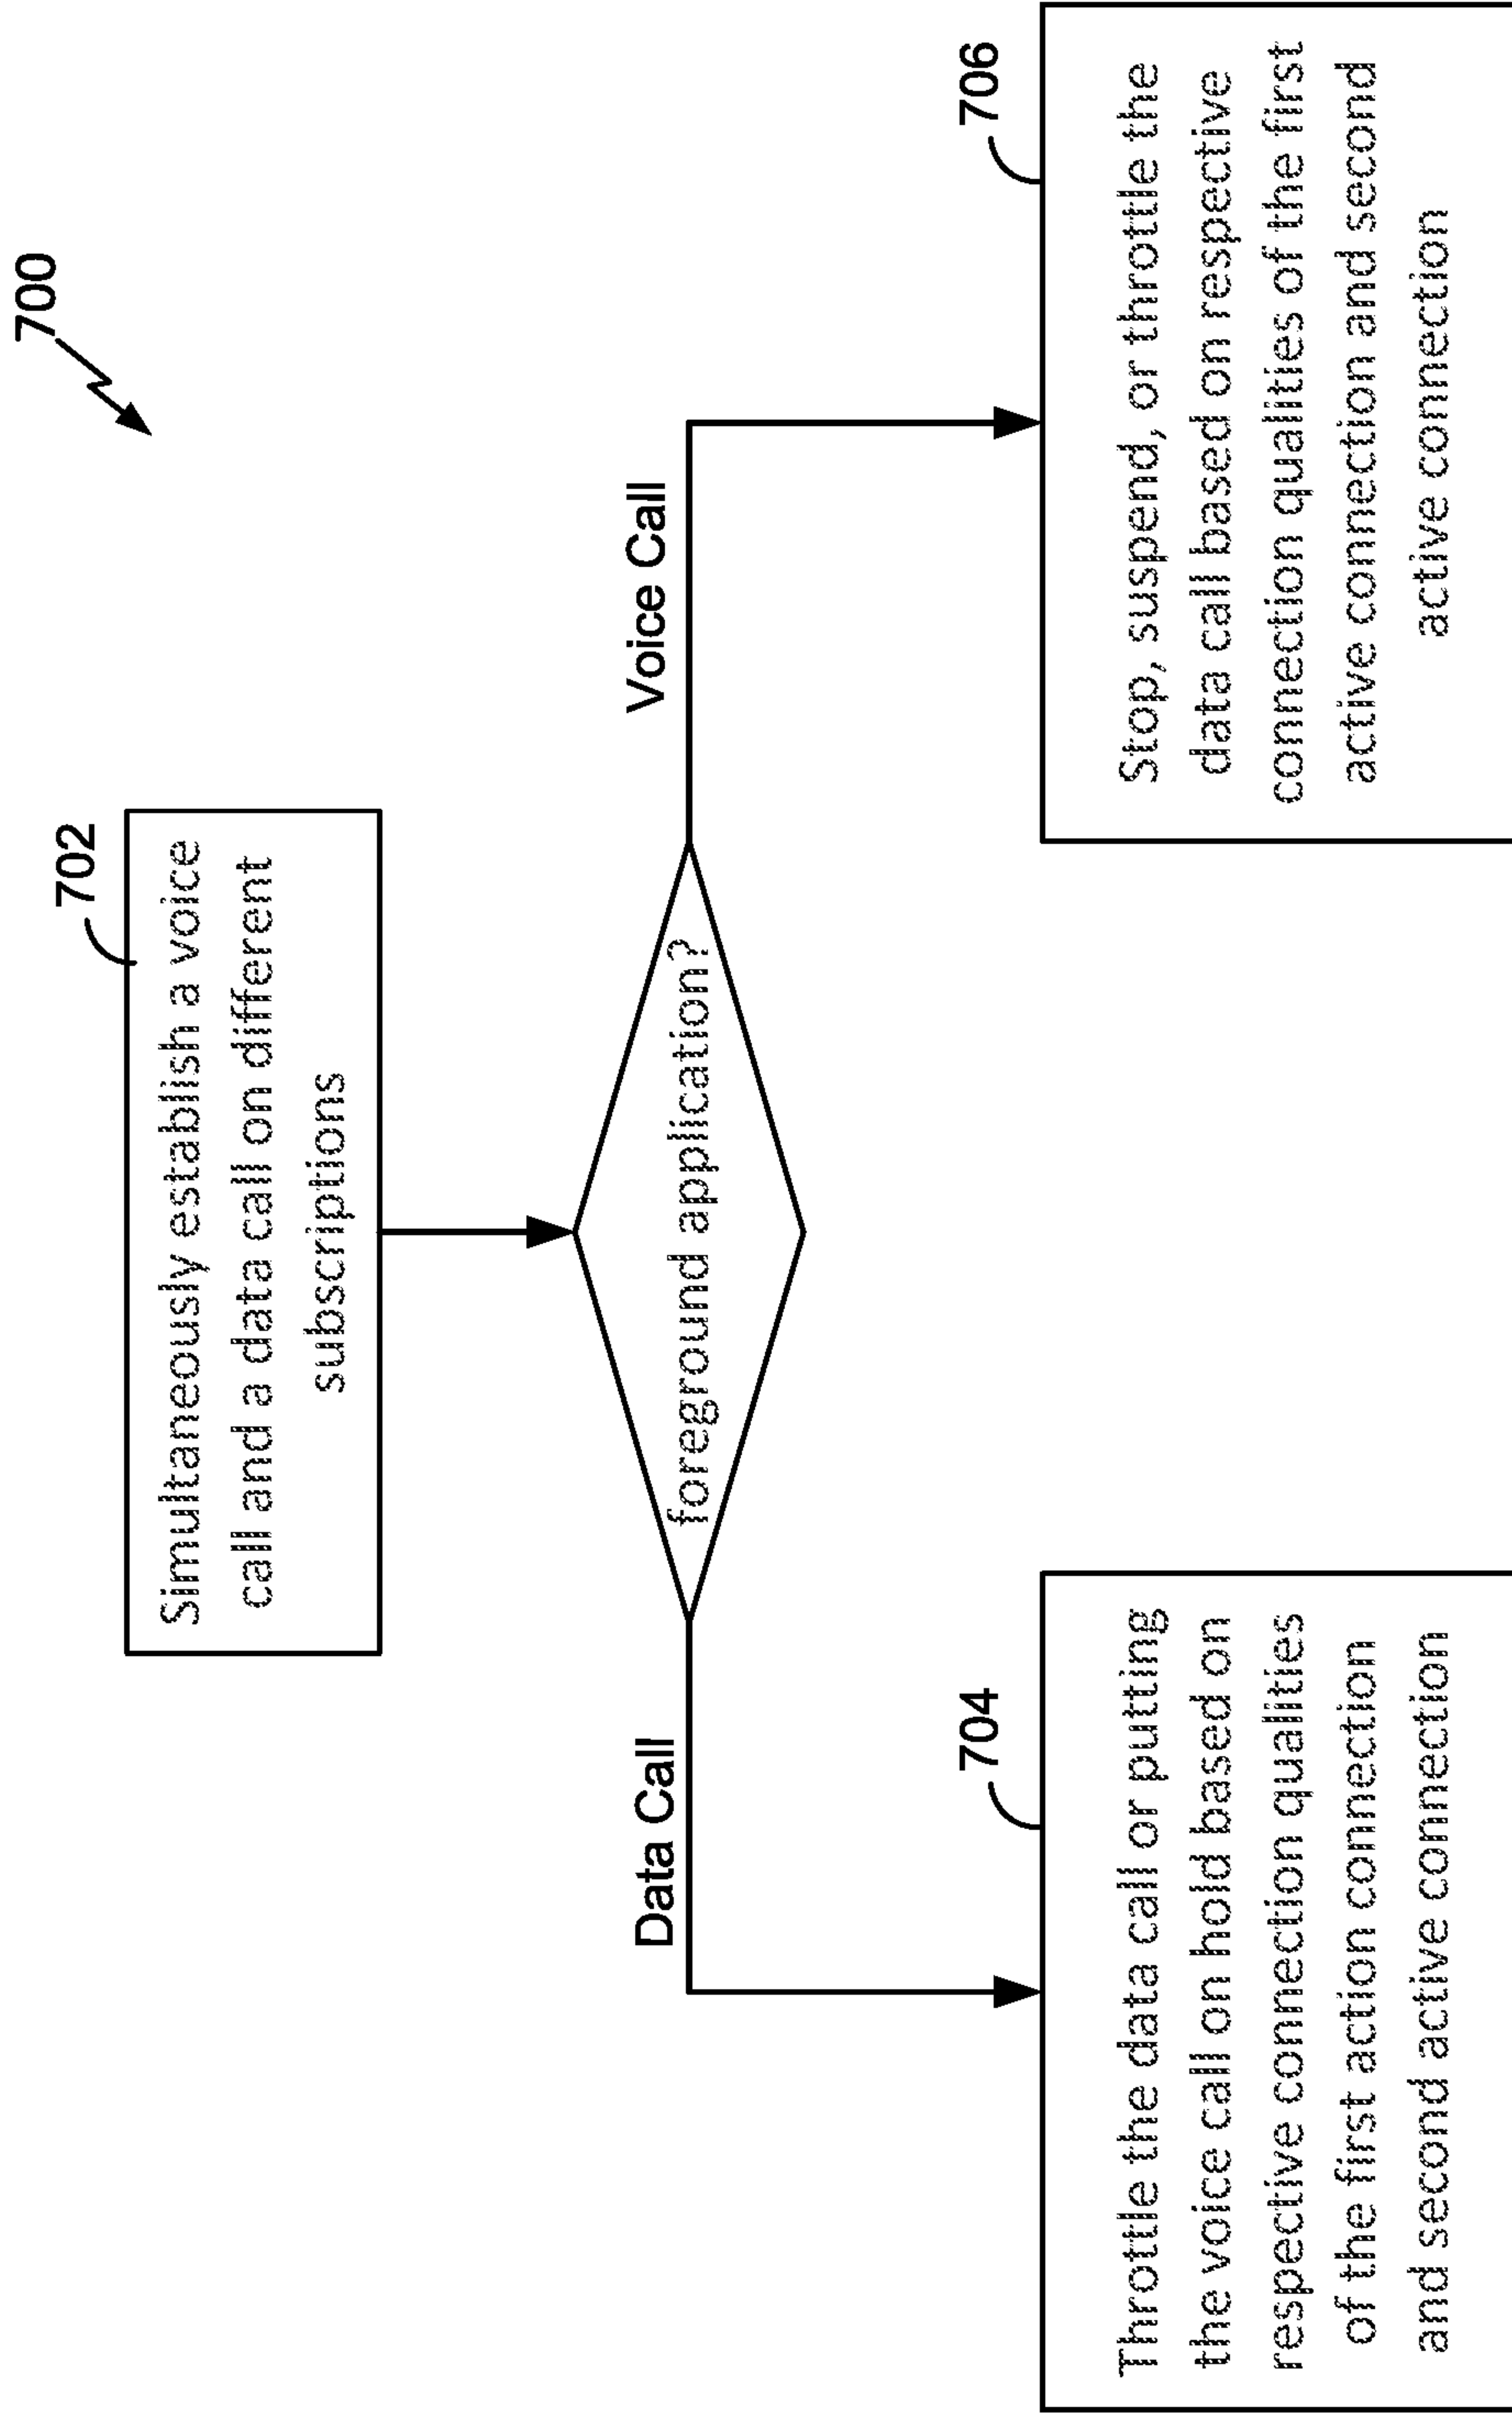 700
702
Simultaneously establish a voice
call and a data call on different
subscriptions
foreground application?
Data Call
Voice Call
704
Throttle the data call or putting
the voice call on hold based on
respective connection qualities
of the first action connection
and second active connection
706
Stop, suspend, or throttle the
data call based on respective
connection qualities of the first
active connection and second
active connection